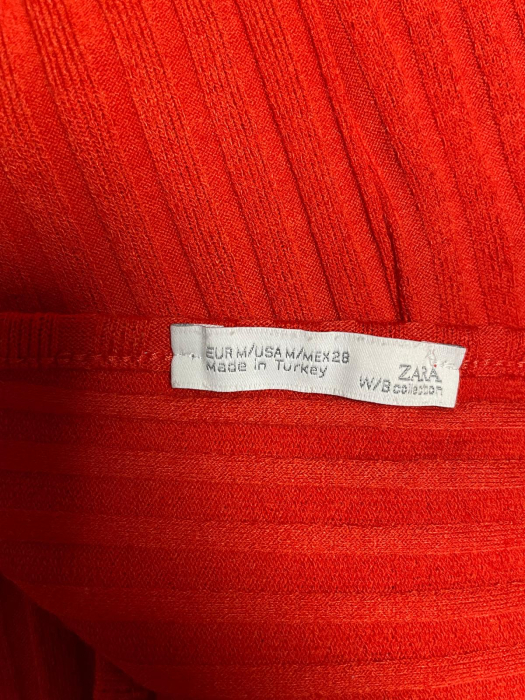 EUR M/USA M/MEX 28
Made in Turkey
ZARA
W/B collection